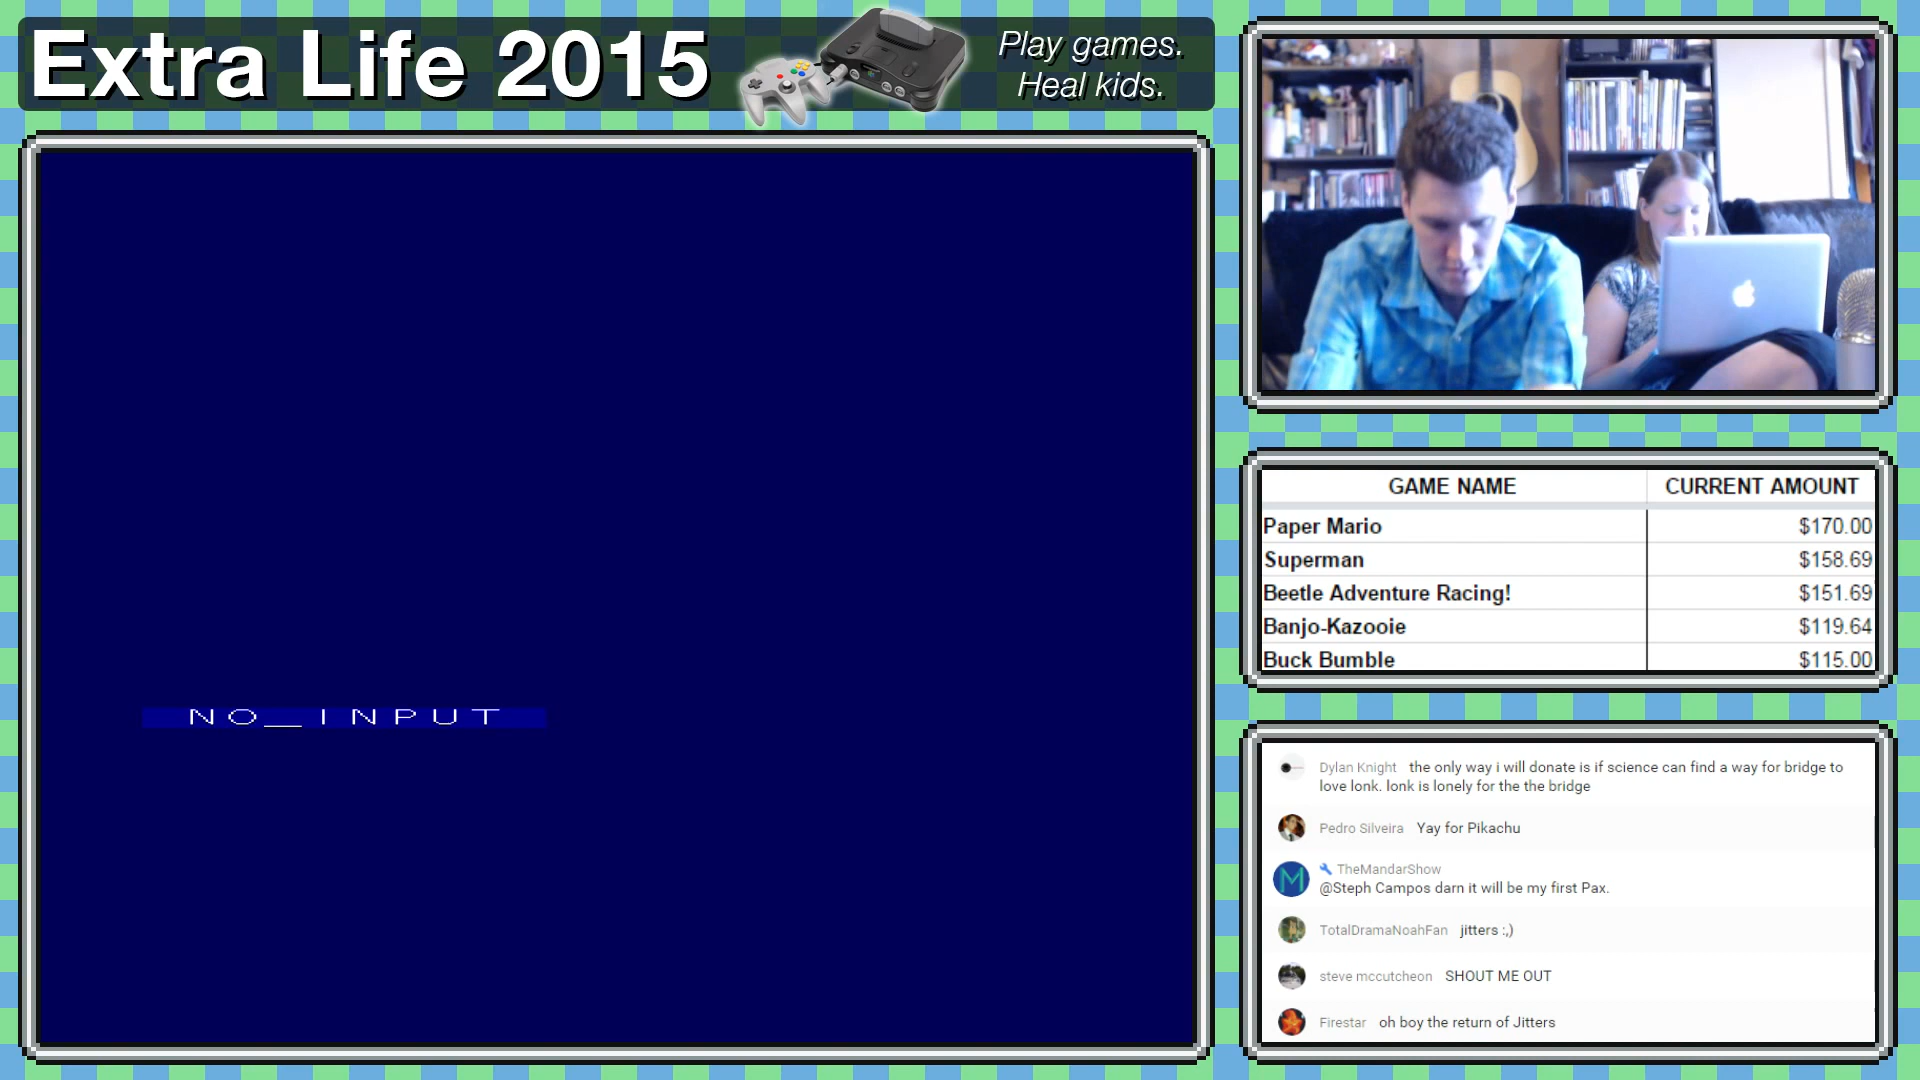 Extra Life 2015
Play games.
Heal kids.
NO_INPUT
GAME NAME CURRENT AMOUNT
Paper Mario $170.00
Superman $158.69
Beetle Adventure Racing! $151.69
Banjo-Kazooie $119.64
Buck Bumble $115.00
Dylan Knight the only way i will donate is if science can find a way for bridge to
love lonk. lonk is lonely for the the bridge
Pedro Silveira Yay for Pikachu
M TheMandarShow
@Steph Campos darn it will be my first Pax.
TotalDramaNoahFan jitters :,)
steve mccutcheon SHOUT ME OUT
Firestar oh boy the return of Jitters